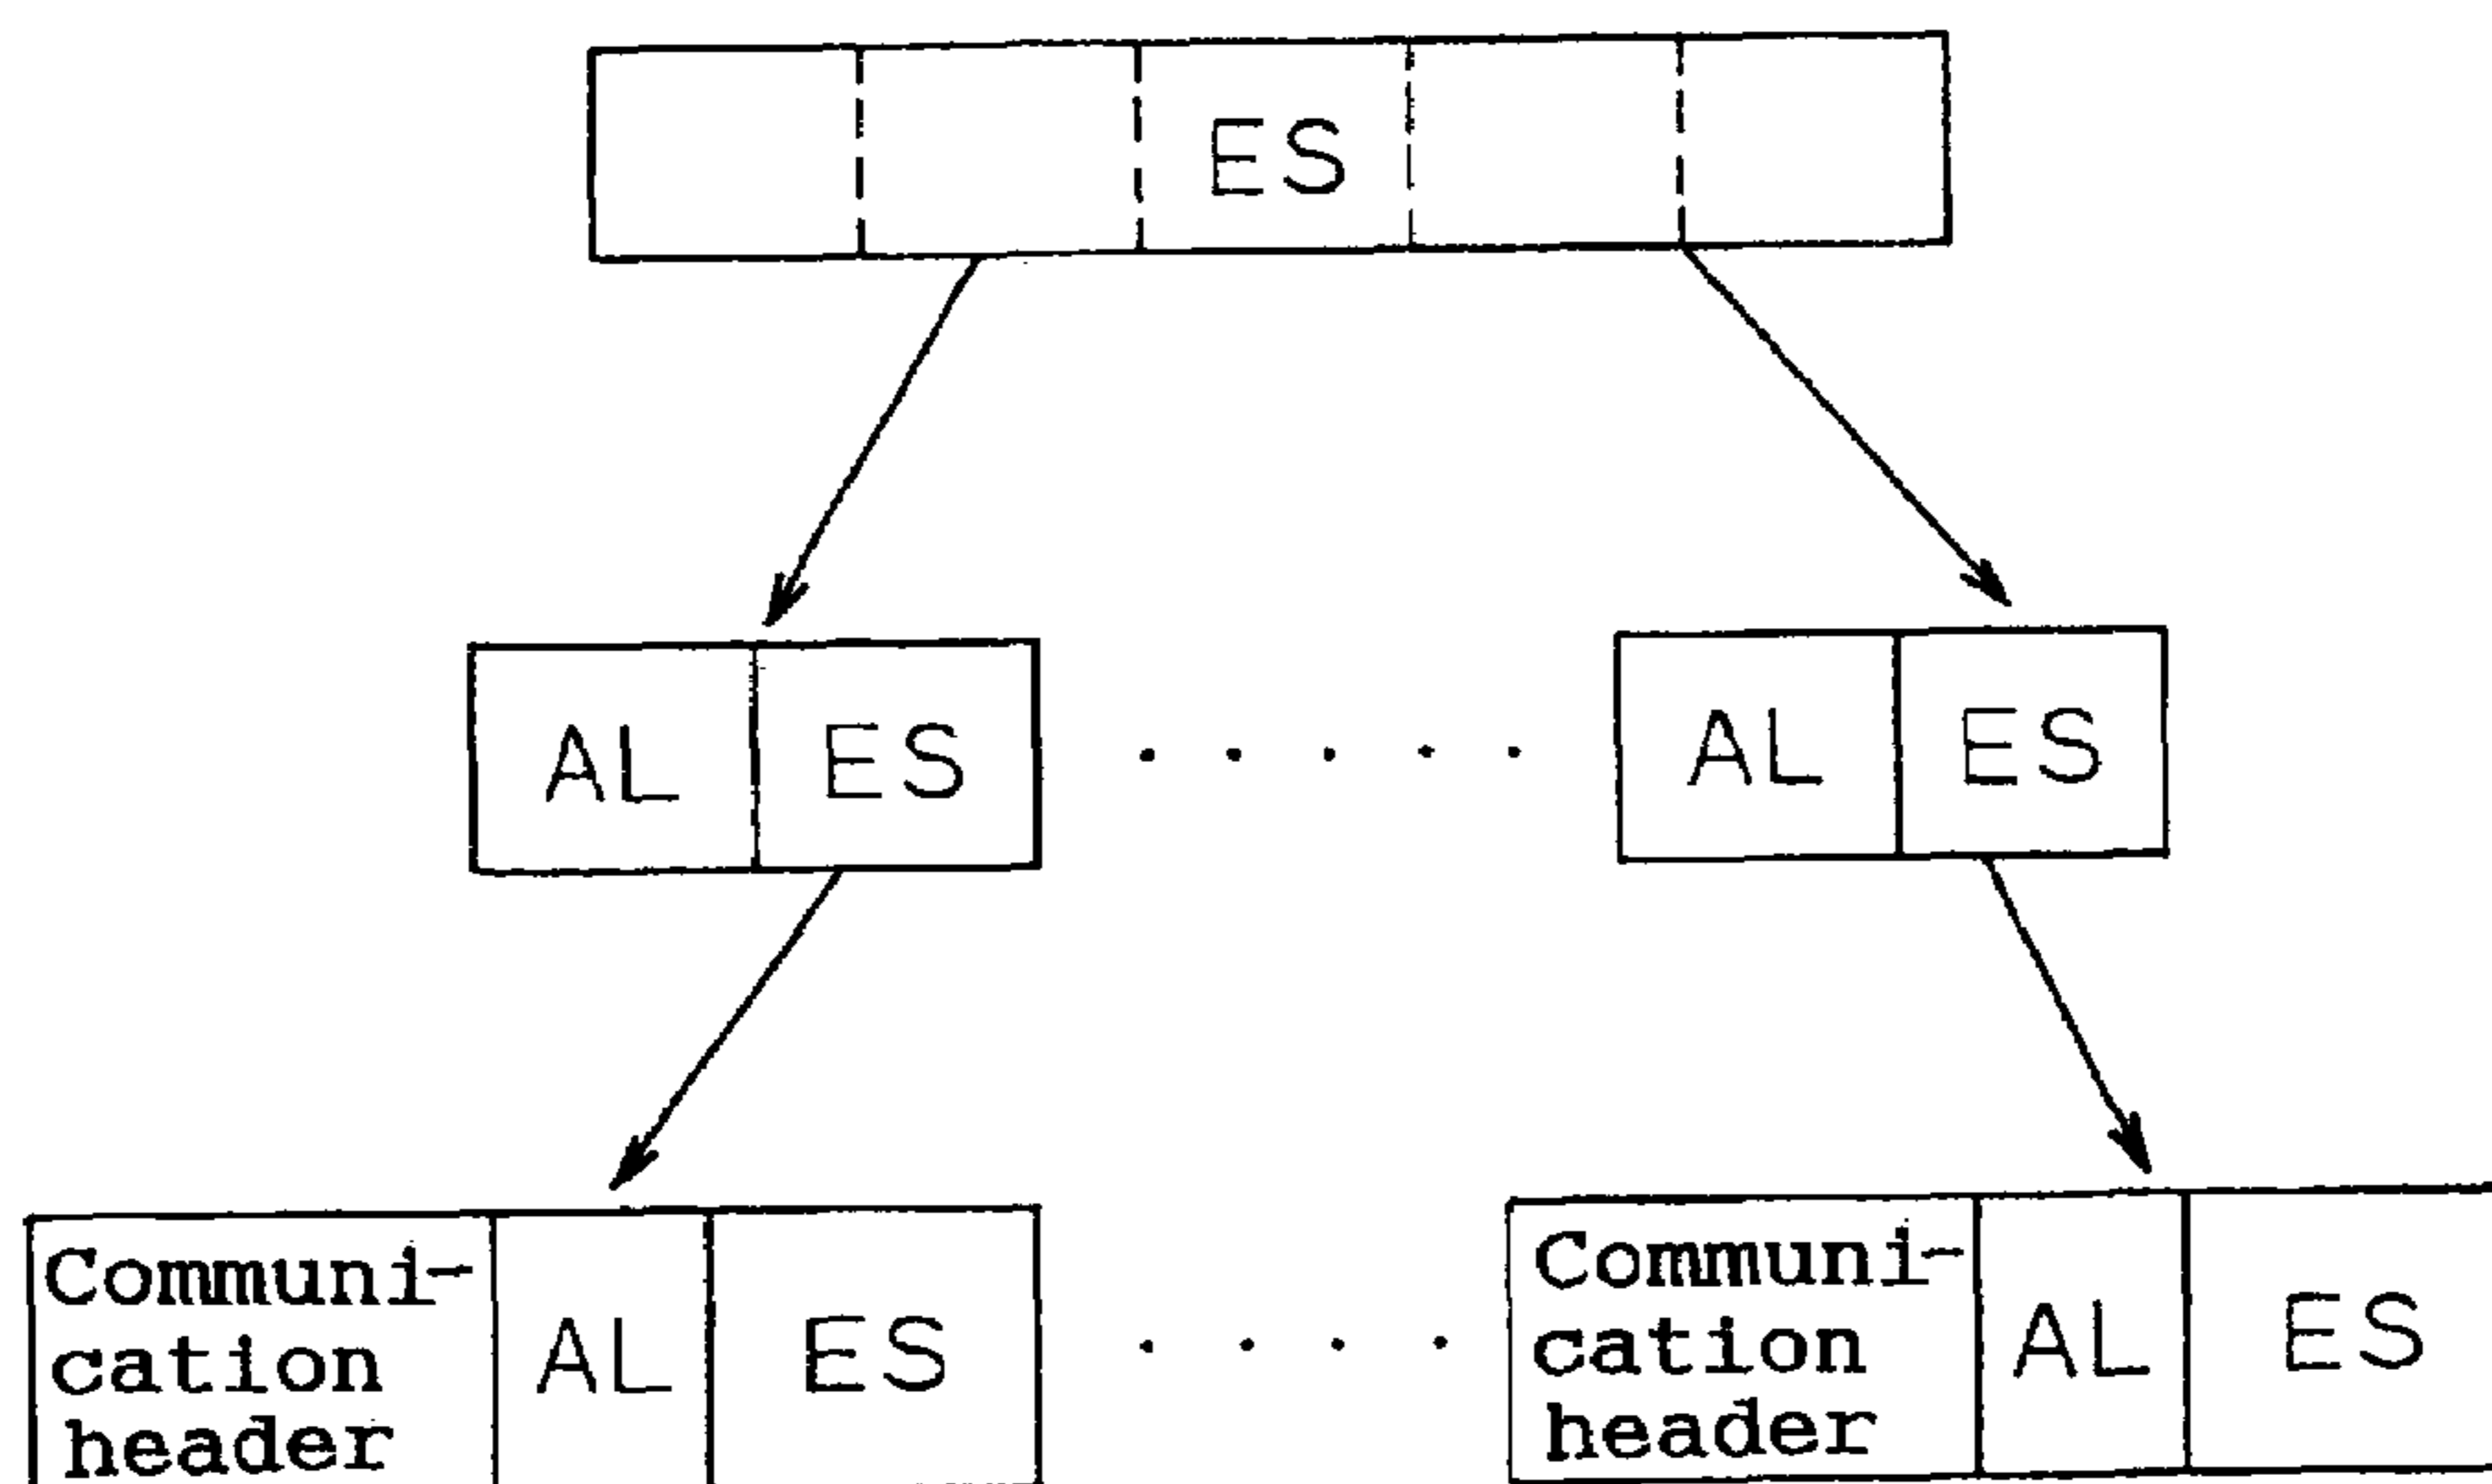 ES
AL ES AL ES
Communi-
cation
header
AL ES
Communi-
cation
header
AL ES